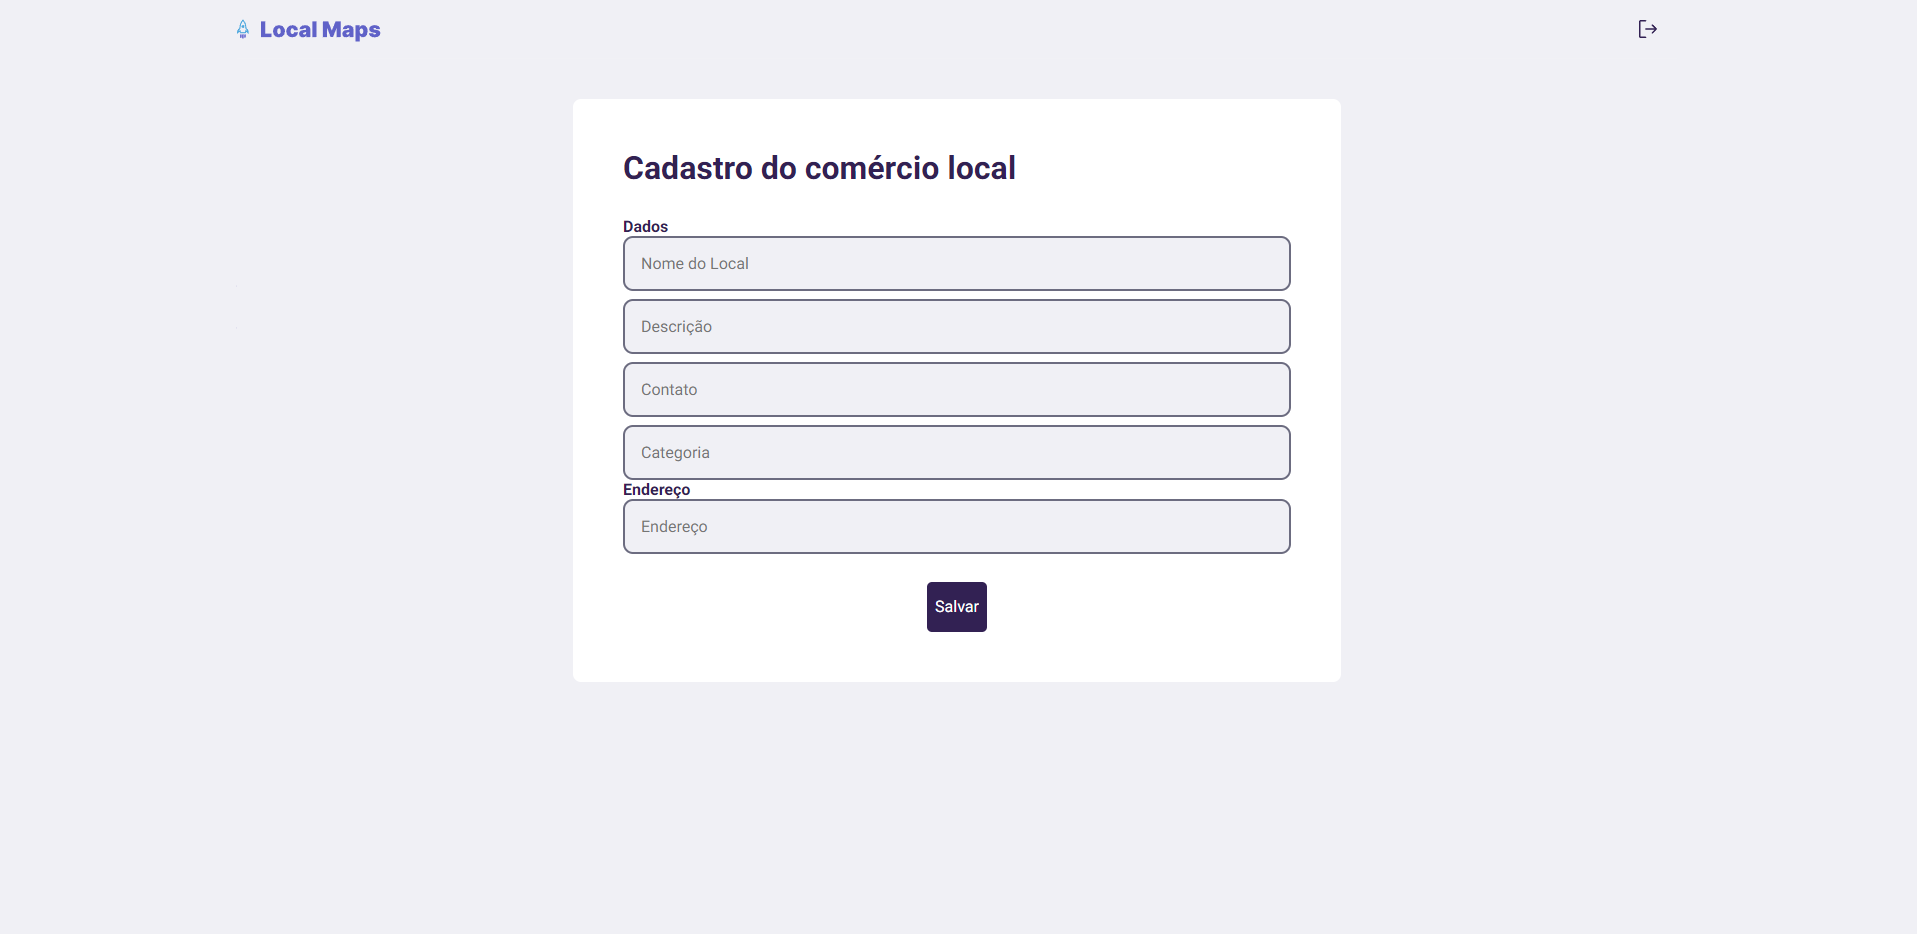 Local Maps
Cadastro do comércio local
Dados
Nome do Local
Descrição
Contato
Categoria
Endereço
Endereço
Salvar